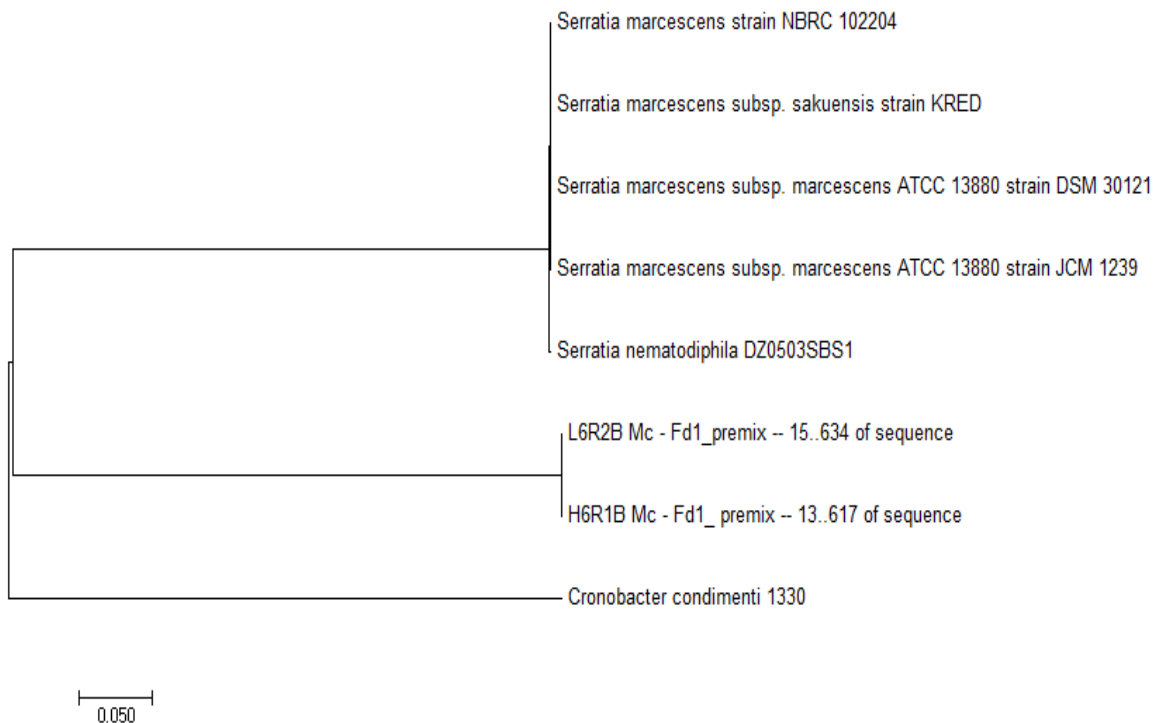 Serratia marcescens strain NBRC 102204
Serratia marcescens subsp. sakuensis strain KRED
Serratia marcescens subsp. marcescens ATCC 13880 strain DSM 30121
Serratia marcescens subsp. marcescens ATCC 13880 strain JCM 1239
Serratia nematodiphila DZ0503SBS1
L6R2B Mc - Fd1_premix -- 15..634 of sequence
H6R1B Mc - Fd1_ premix -- 13..617 of sequence
Cronobacter condimenti 1330
0.050